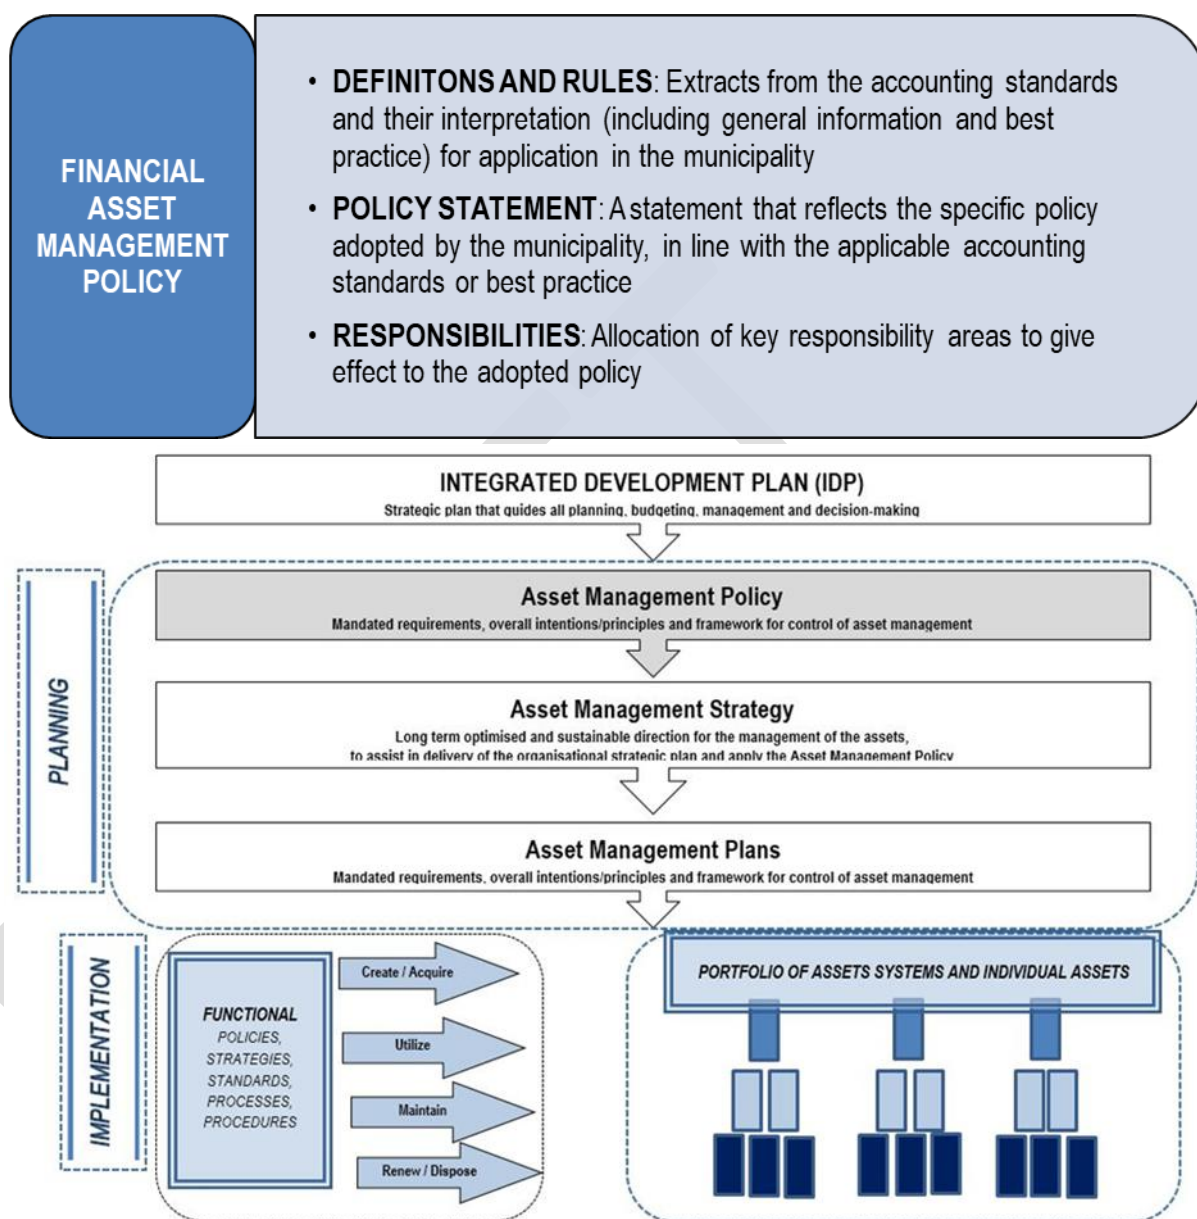 FINANCIAL
ASSET
MANAGEMENT
POLICY
• DEFINITONS AND RULES: Extracts from the accounting standards
and their interpretation (including general information and best
practice) for application in the municipality
• POLICY STATEMENT: A statement that reflects the specific policy
adopted by the municipality, in line with the applicable accounting
standards or best practice
• RESPONSIBILITIES: Allocation of key responsibility areas to give
effect to the adopted policy
INTEGRATED DEVELOPMENT PLAN (IDP)
Strategic plan that guides all planning, budgeting, management and decision-making
PLANNING
Asset Management Policy
Mandated requirements, overall intentions/principles and framework for control of asset management
Asset Management Strategy
Long term optimised and sustainable direction for the management of the assets,
to assist in delivery of the organisational strategic plan and apply the Asset Management Policy
Asset Management Plans
Mandated requirements, overall intentions/principles and framework for control of asset management
IMPLEMENTATION
FUNCTIONAL
POLICIES,
STRATEGIES,
STANDARDS,
PROCESSES,
PROCEDURES
Create / Acquire
Utilize
Maintain
Renew / Dispose
PORTFOLIO OF ASSETS SYSTEMS AND INDIVIDUAL ASSETS